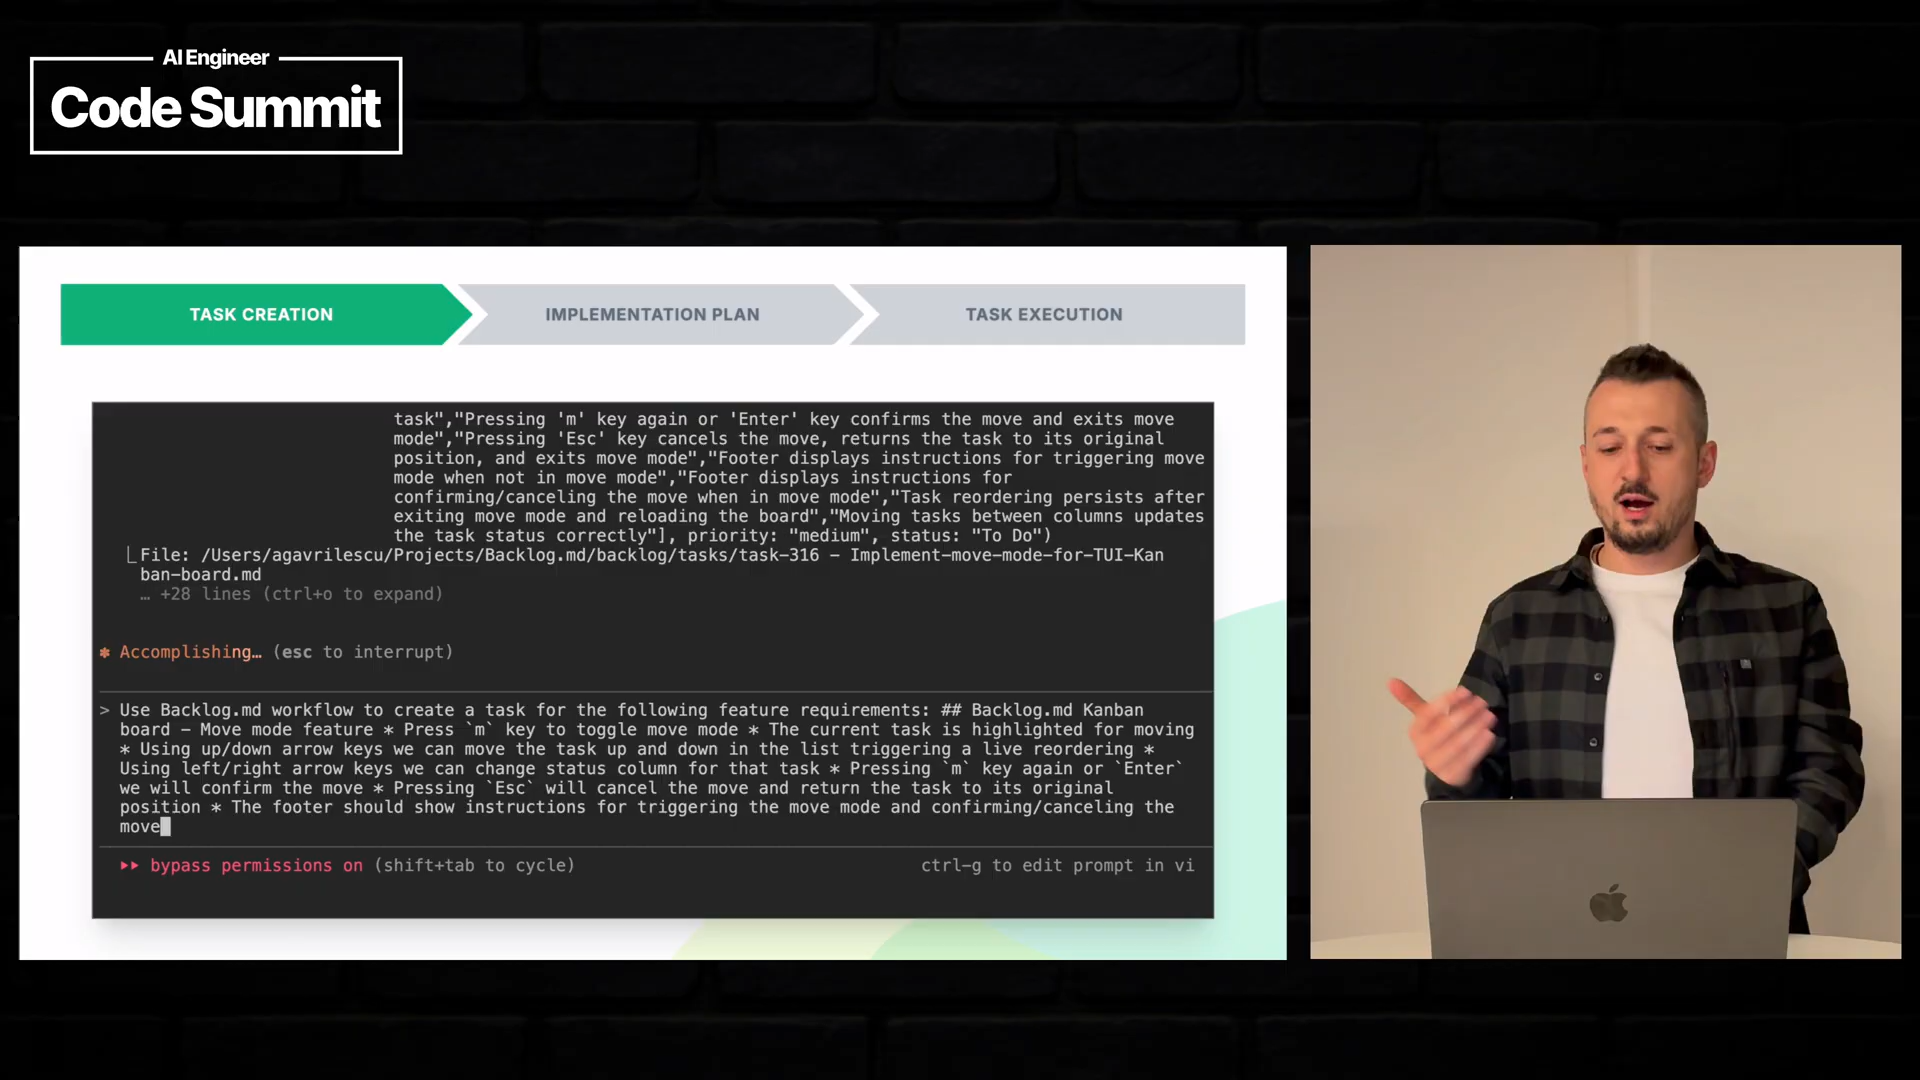 AI Engineer
Code Summit
TASK CREATION
IMPLEMENTATION PLAN
TASK EXECUTION
task","Pressing 'm' key again or 'Enter' key confirms the move and exits move
mode","Pressing 'Esc' key cancels the move, returns the task to its original
position, and exits move mode","Footer displays instructions for triggering move
mode when not in move mode","Footer displays instructions for
confirming/canceling the move when in move mode","Task reordering persists after
exiting move mode and reloading the board","Moving tasks between columns updates
the task status correctly"], priority: "medium", status: "To Do")
File: /Users/agavrilescu/Projects/Backlog.md/backlog/tasks/task-316 - Implement-move-mode-for-TUI-Kan
ban-board.md
… +28 lines (ctrl+o to expand)
✽ Accomplishing… (esc to interrupt)
> Use Backlog.md workflow to create a task for the following feature requirements: ## Backlog.md Kanban
board - Move mode feature * Press `m` key to toggle move mode * The current task is highlighted for moving
* Using up/down arrow keys we can move the task up and down in the list triggering a live reordering *
Using left/right arrow keys we can change status column for that task * Pressing `m` key again or `Enter`
we will confirm the move * Pressing `Esc` will cancel the move and return the task to its original
position * The footer should show instructions for triggering the move mode and confirming/canceling the
move
▸▸ bypass permissions on (shift+tab to cycle)
ctrl-g to edit prompt in vi